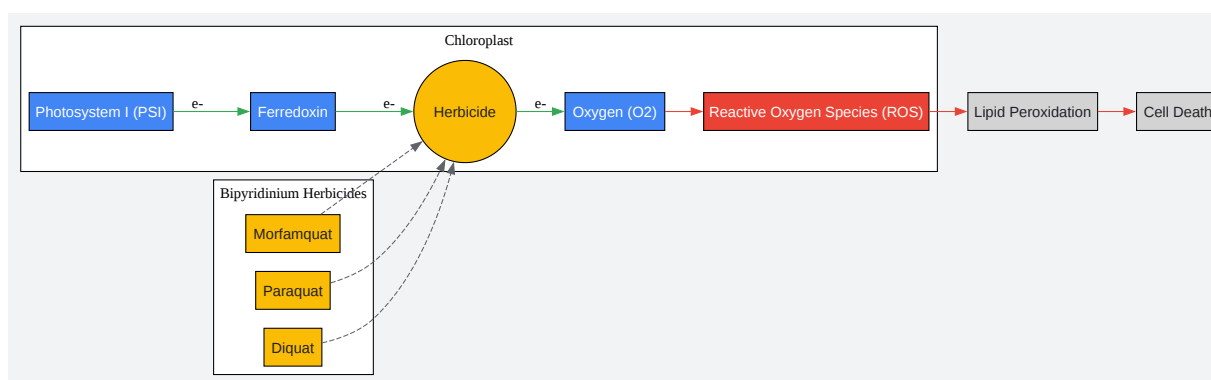 Chloroplast
Photosystem I (PSI)
e-
Ferredoxin
e-
Herbicide
e-
Oxygen (O2)
Reactive Oxygen Species (ROS)
Lipid Peroxidation
Cell Death
Bipyridinium Herbicides
Morfamquat
Paraquat
Diquat